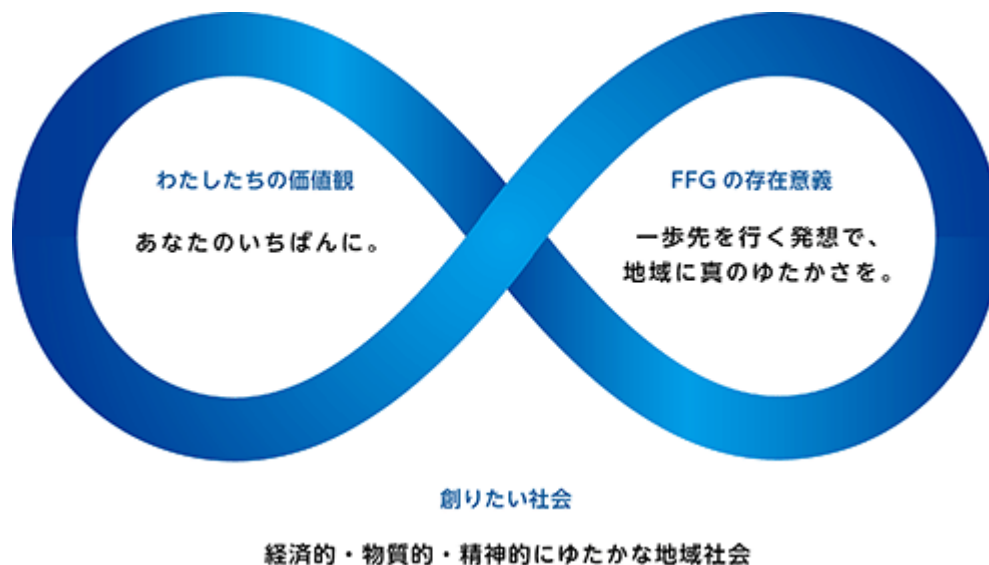 わたしたちの価値観
あなたのいちばんに。
FFGの存在意義
一歩先を行く発想で、
地域に真のゆたかさを。
創りたい社会
経済的・物質的・精神的にゆたかな地域社会